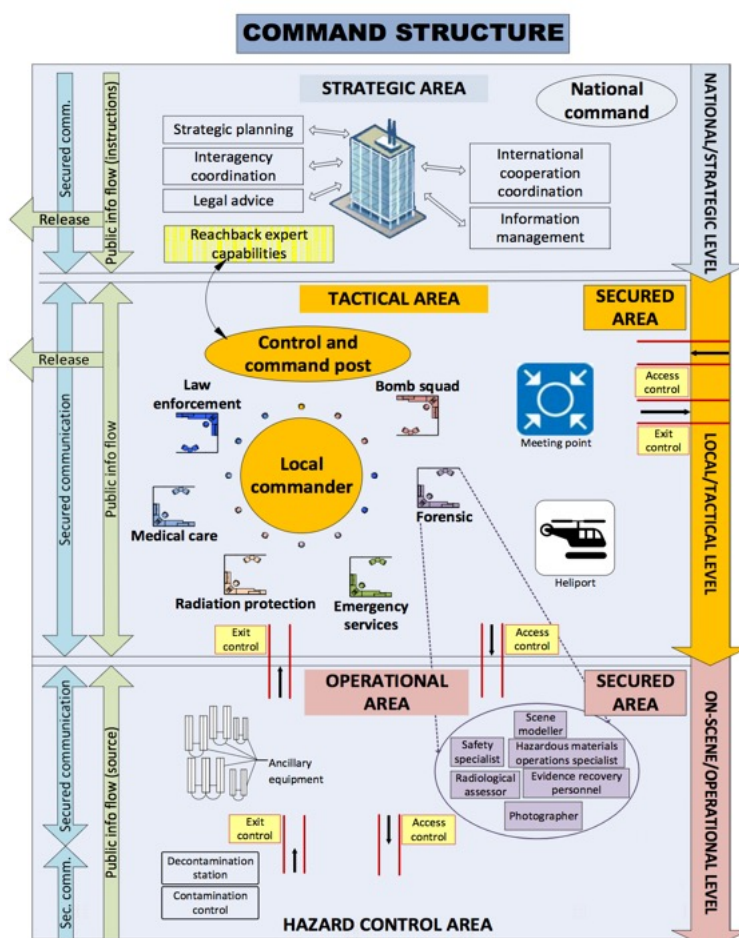 COMMAND STRUCTURE
STRATEGIC AREA
National
command
Strategic planning
Interagency
coordination
Legal advice
International
cooperation
coordination
Information
management
Reachback expert
capabilities
Secured comm.
Public info flow (instructions)
Release
NATIONAL/STRATEGIC LEVEL
TACTICAL AREA
SECURED
AREA
Control and
command post
Release
Law
enforcement
Bomb squad
Local
commander
Forensic
Medical care
Radiation protection
Emergency
services
Meeting point
Heliport
Access
control
Exit
control
Secured communication
Public info flow
LOCAL/TACTICAL LEVEL
Exit
control
Access
control
OPERATIONAL
AREA
SECURED
AREA
Ancillary
equipment
Scene
modeller
Safety
specialist
Hazardous materials
operations specialist
Radiological
assessor
Evidence recovery
personnel
Photographer
Exit
control
Access
control
Decontamination
station
Contamination
control
HAZARD CONTROL AREA
Secured communication
Sec. comm.
Public info flow (source)
ON-SCENE/OPERATIONAL LEVEL